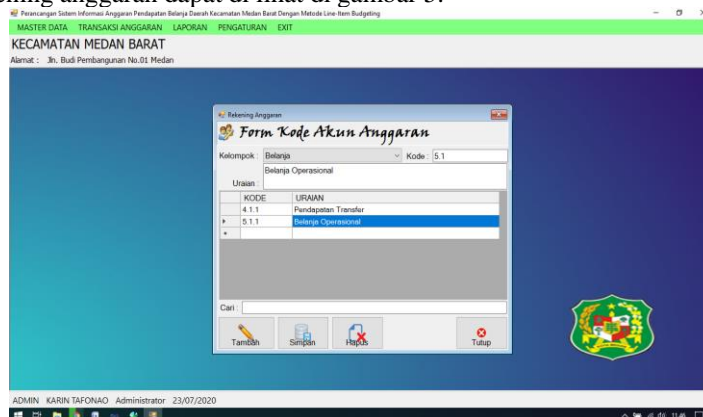 ening anggaran dapat di lihat di gambar 5.
Perancangan Sistem Informasi Anggaran Pendapatan Belanja Daerah Kecamatan Medan Barat Dengan Metode Line-Item Budgeting
MASTER DATA TRANSAKSI ANGGARAN LAPORAN PENGATURAN EXIT
KECAMATAN MEDAN BARAT
Alamat : Jln. Budi Pembangunan No.01 Medan
Rekening Anggaran
Form Kode Akun Anggaran
Kelompok : Belanja Kode : 5.1
Uraian : Belanja Operasional
KODE URAIAN
4.1.1 Pendapatan Transfer
5.1.1 Belanja Operasional
Cari :
Tambah Simpan Hapus Tutup
ADMIN KARIN TAFONAO Administrator 23/07/2020
11.46